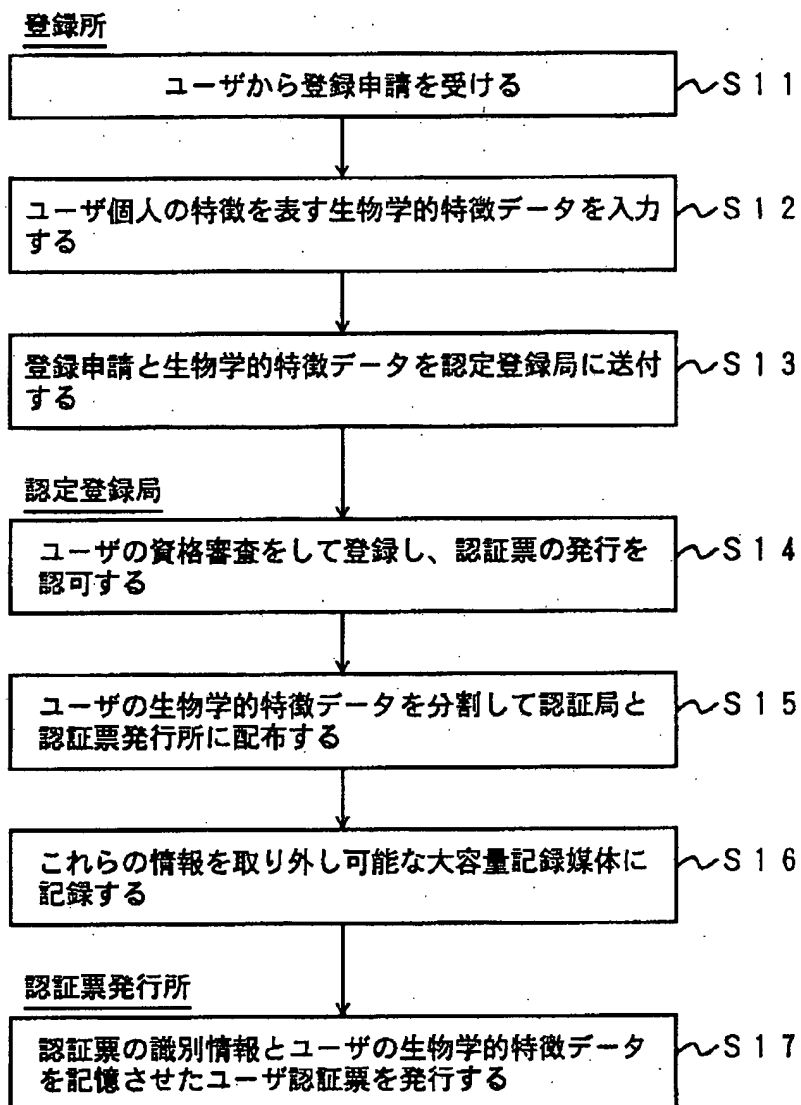 登録所
ユーザから登録申請を受ける
S11
ユーザ個人の特徴を表す生物学的特徴データを入力
する
S12
登録申請と生物学的特徴データを認定登録局に送付
する
S13
認定登録局
ユーザの資格審査をして登録し、認証票の発行を
認可する
S14
ユーザの生物学的特徴データを分割して認証局と
認証票発行所に配布する
S15
これらの情報を取り外し可能な大容量記録媒体に
記録する
S16
認証票発行所
認証票の識別情報とユーザの生物学的特徴データ
を記憶させたユーザ認証票を発行する
S17